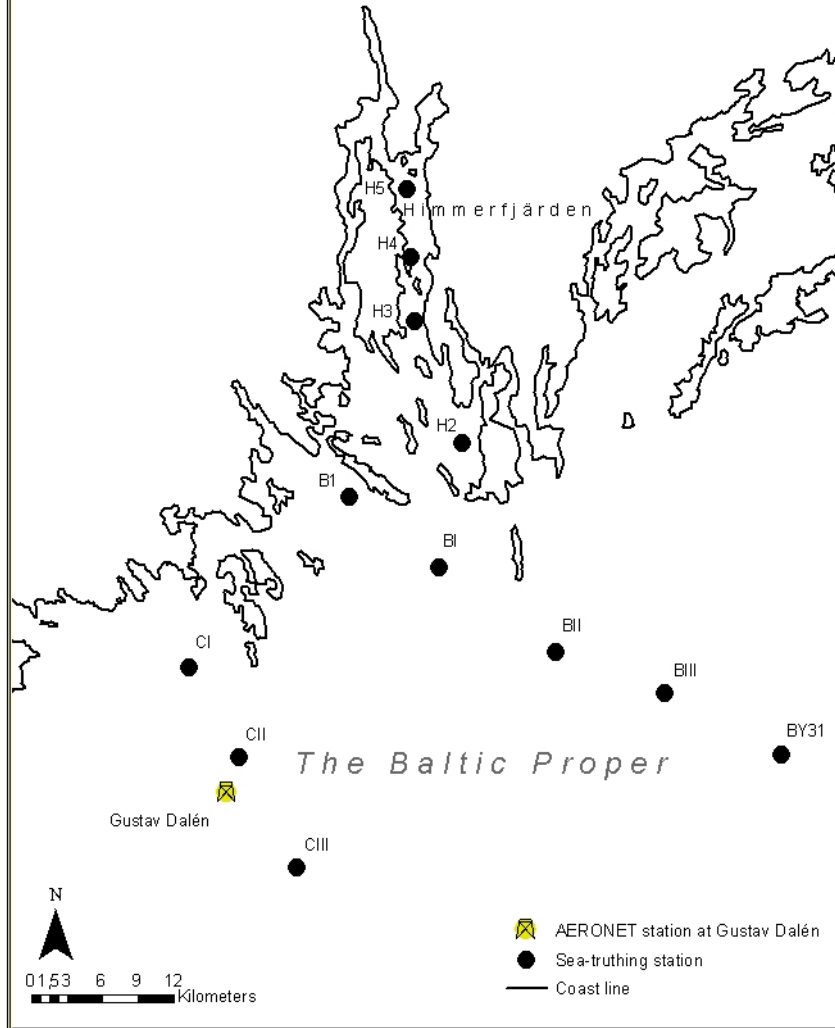 H5
Himmerfjärden
H4
H3
H2
B1
BI
BII
CI
BIII
BY31
CII
The Baltic Proper
Gustav Dalén
CIII
N
AERONET station at Gustav Dalén
Sea-truthing station
0 1,5 3 6 9 12
Kilometers
Coast line